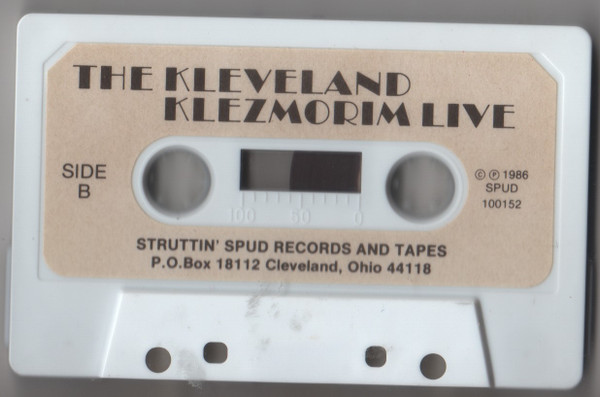 THE KLEVELAND
KLEZMORIM LIVE
SIDE
B
© ℗ 1986
SPUD
100152
100 50 0
STRUTTIN' SPUD RECORDS AND TAPES
P.O.Box 18112 Cleveland, Ohio 44118